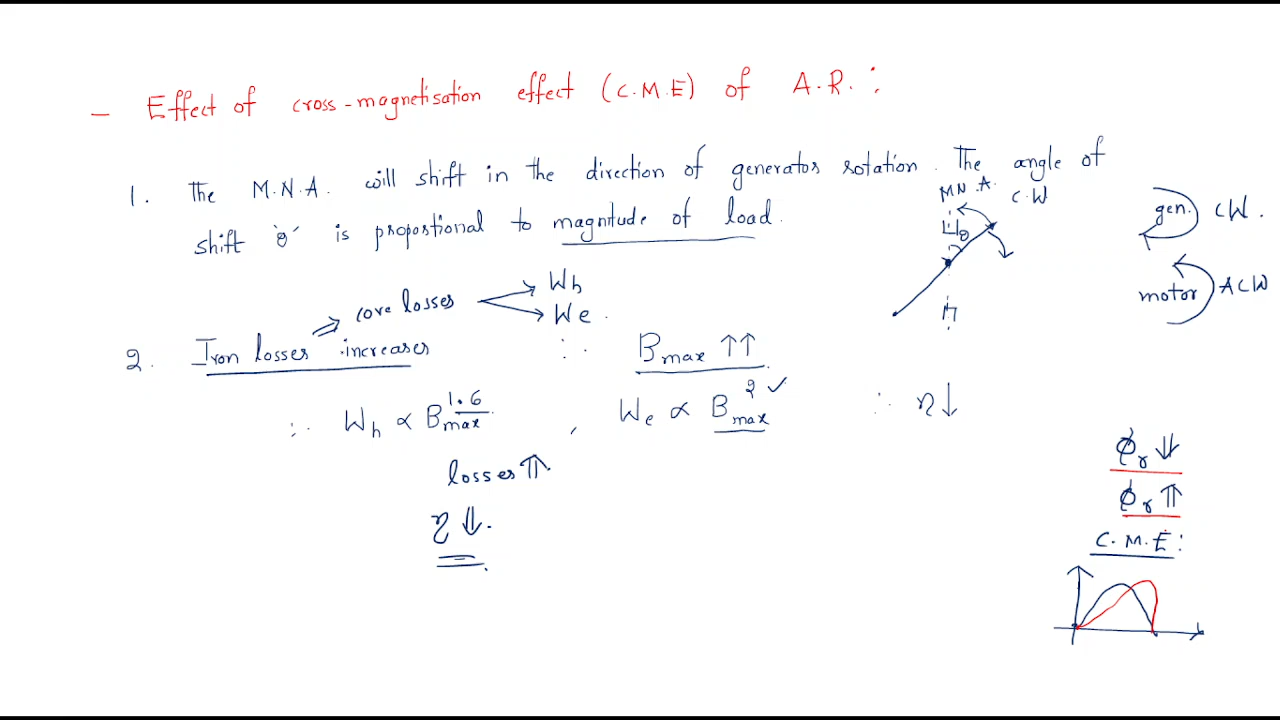 – Effect of cross-magnetisation effect (C.M.E) of A.R. :
1. The M.N.A. will shift in the direction of generator rotation. The angle of
shift 'θ' is proportional to magnitude of load.
M.N.A.
C.W
θ
gen. CW.
motor ACW
⇒ core losses
Wh
We.
2. Iron losses increases ∵ Bmax ↑↑
∴ Wh ∝ Bmax^1.6 , We ∝ Bmax^2 ✓ ∴ η↓
losses ⇑
η ⇓.
ϕr ⇓
ϕr ⇑
C.M.E :